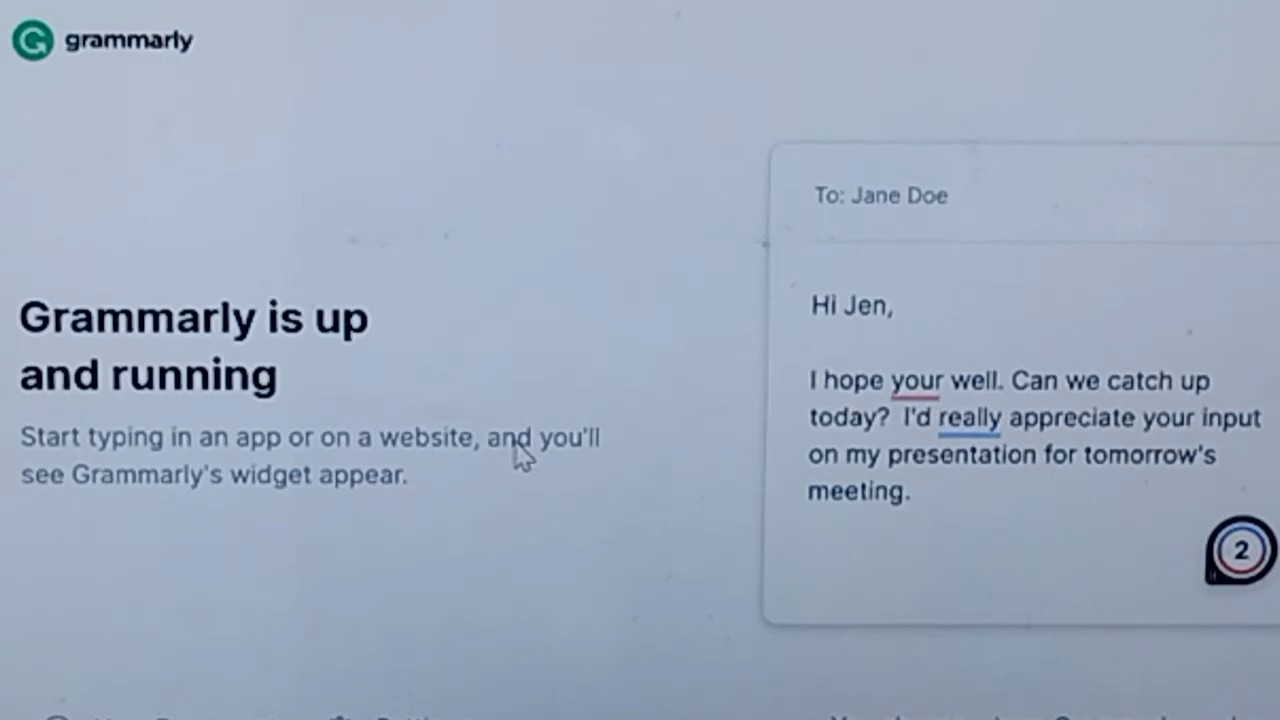 grammarly
To: Jane Doe
Grammarly is up
and running
Start typing in an app or on a website, and you'll
see Grammarly's widget appear.
Hi Jen,
I hope your well. Can we catch up
today? I'd really appreciate your input
on my presentation for tomorrow's
meeting.
2